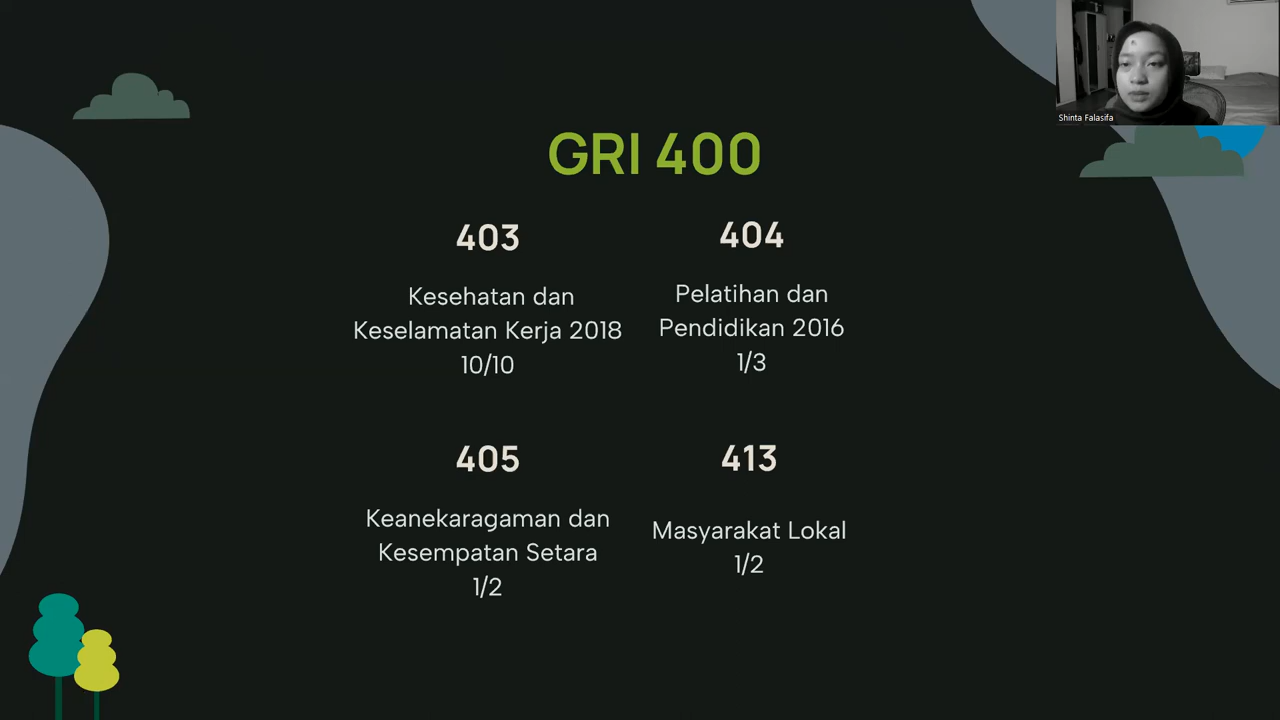 Shinta Falasifa
GRI 400
403
Kesehatan dan
Keselamatan Kerja 2018
10/10
404
Pelatihan dan
Pendidikan 2016
1/3
405
Keanekaragaman dan
Kesempatan Setara
1/2
413
Masyarakat Lokal
1/2